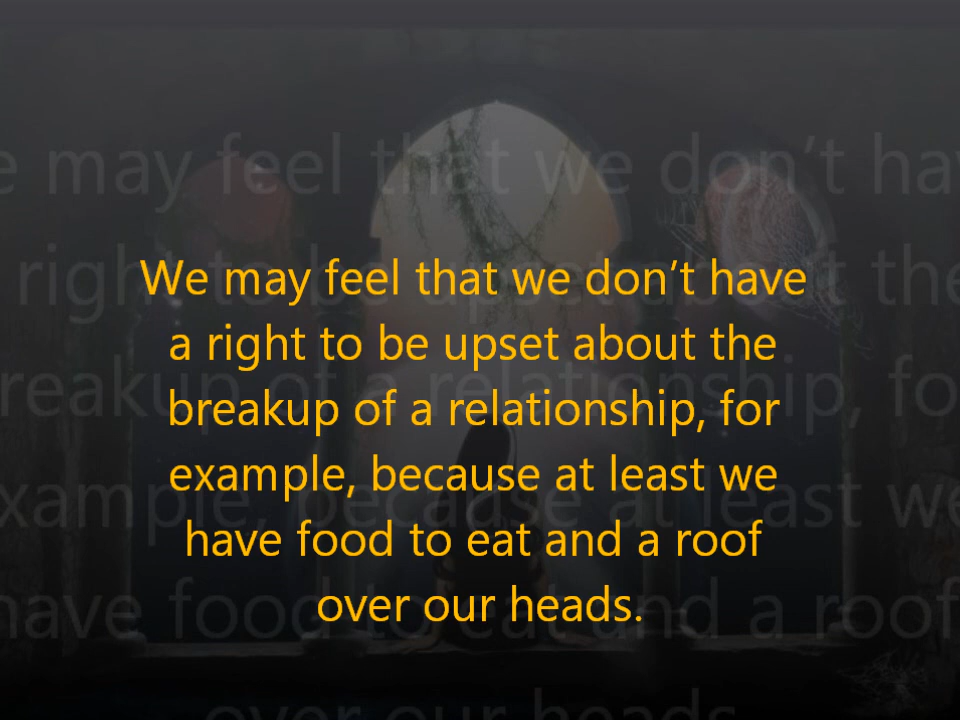 We may feel that we don’t have
a right to be upset about the
breakup of a relationship, for
example, because at least we
have food to eat and a roof
over our heads.